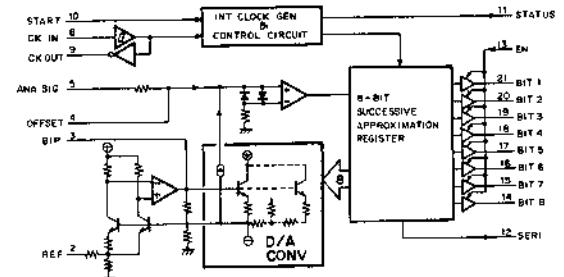 START 10
CK IN 8
CK OUT 9
INT CLOCK GEN
&
CONTROL CIRCUIT
11 STATUS
13 EN
ANA SIG 5
OFFSET 4
BIP 3
8-BIT
SUCCESSIVE
APPROXIMATION
REGISTER
21 BIT 1
20 BIT 2
19 BIT 3
18 BIT 4
17 BIT 5
16 BIT 6
15 BIT 7
14 BIT 8
8
D/A
CONV
REF 2
12 SERI